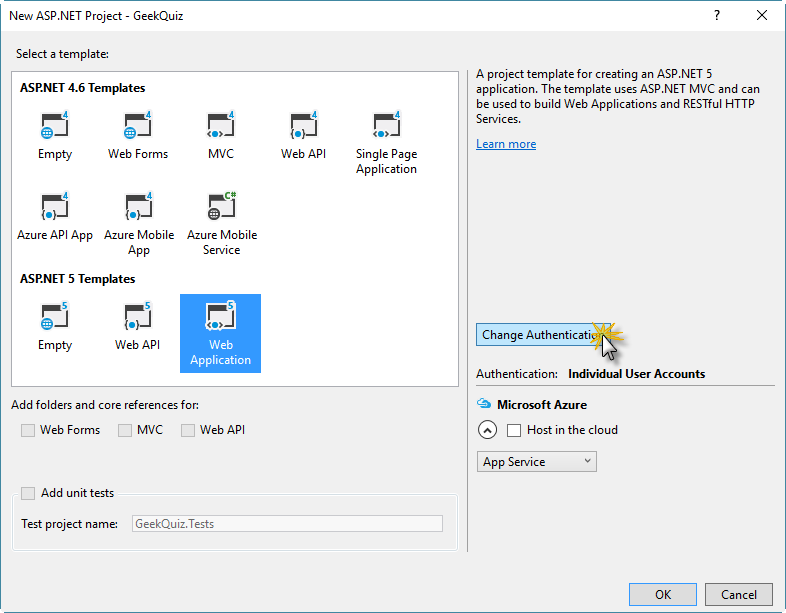 New ASP.NET Project - GeekQuiz
?
Select a template:
ASP.NET 4.6 Templates
4 4 4 4 4
Empty Web Forms MVC Web API Single Page
Application
4 4 C#
Azure API App Azure Mobile Azure Mobile
App Service
ASP.NET 5 Templates
5 5 5
Empty Web API Web
Application
Add folders and core references for:
Web Forms MVC Web API
Add unit tests
Test project name: GeekQuiz.Tests
A project template for creating an ASP.NET 5
application. The template uses ASP.NET MVC and can
be used to build Web Applications and RESTful HTTP
Services.
Learn more
Change Authentication
Authentication: Individual User Accounts
Microsoft Azure
Host in the cloud
App Service
OK Cancel